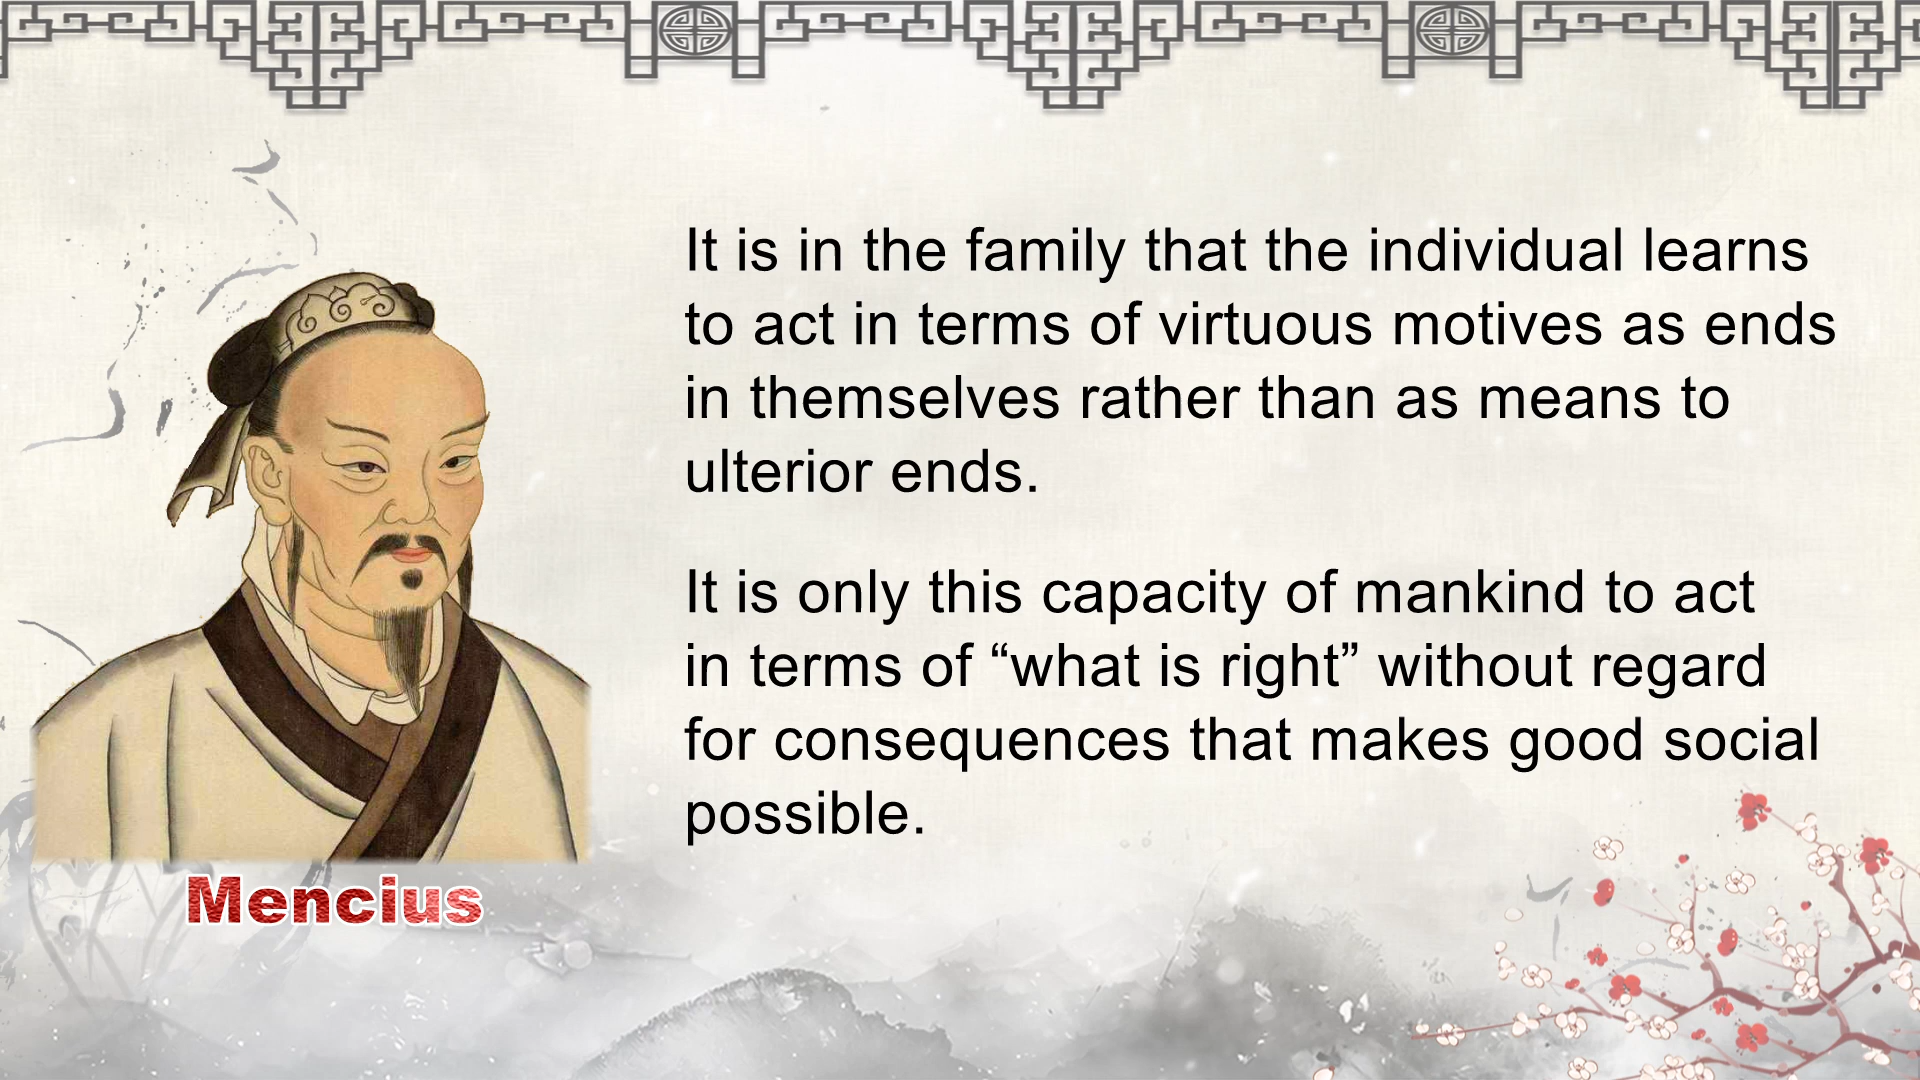 It is in the family that the individual learns
to act in terms of virtuous motives as ends
in themselves rather than as means to
ulterior ends.
It is only this capacity of mankind to act
in terms of “what is right” without regard
for consequences that makes good social
possible.
Mencius